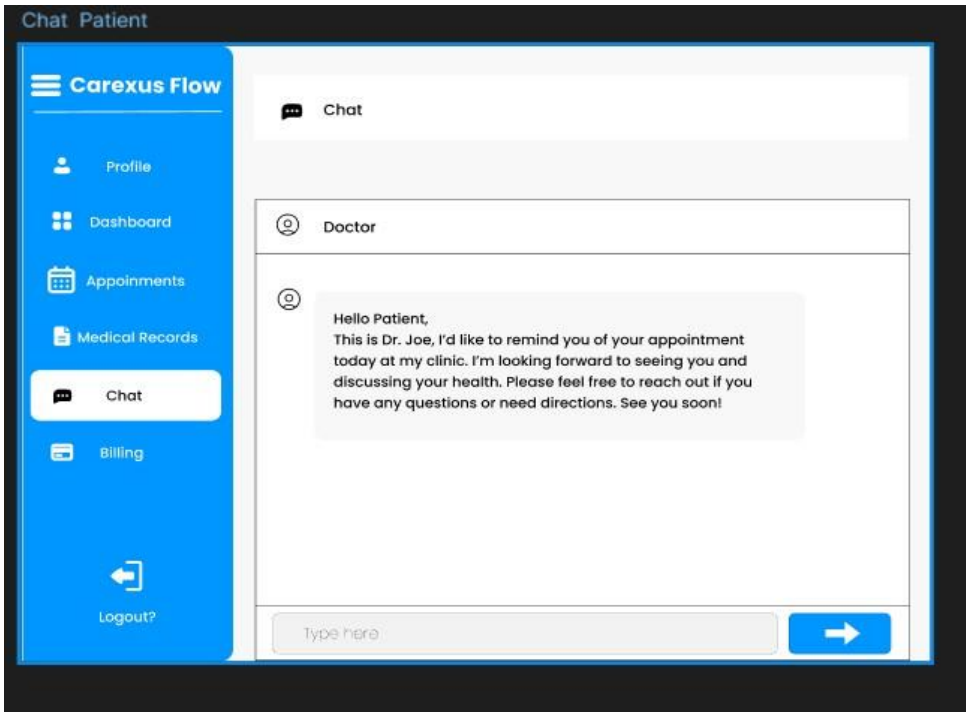 Chat Patient
Carexus Flow
Profile
Dashboard
Appoinments
Medical Records
Chat
Billing
Logout?
Chat
Doctor
Hello Patient,
This is Dr. Joe, I'd like to remind you of your appointment
today at my clinic. I'm looking forward to seeing you and
discussing your health. Please feel free to reach out if you
have any questions or need directions. See you soon!
Type here